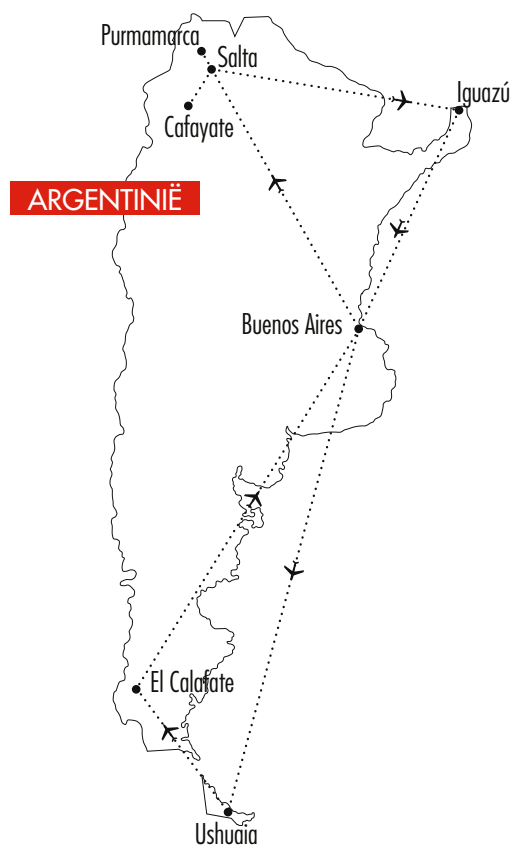 Purmamarca
Salta
Iguazú
Cafayate
ARGENTINIË
Buenos Aires
El Calafate
Ushuaia